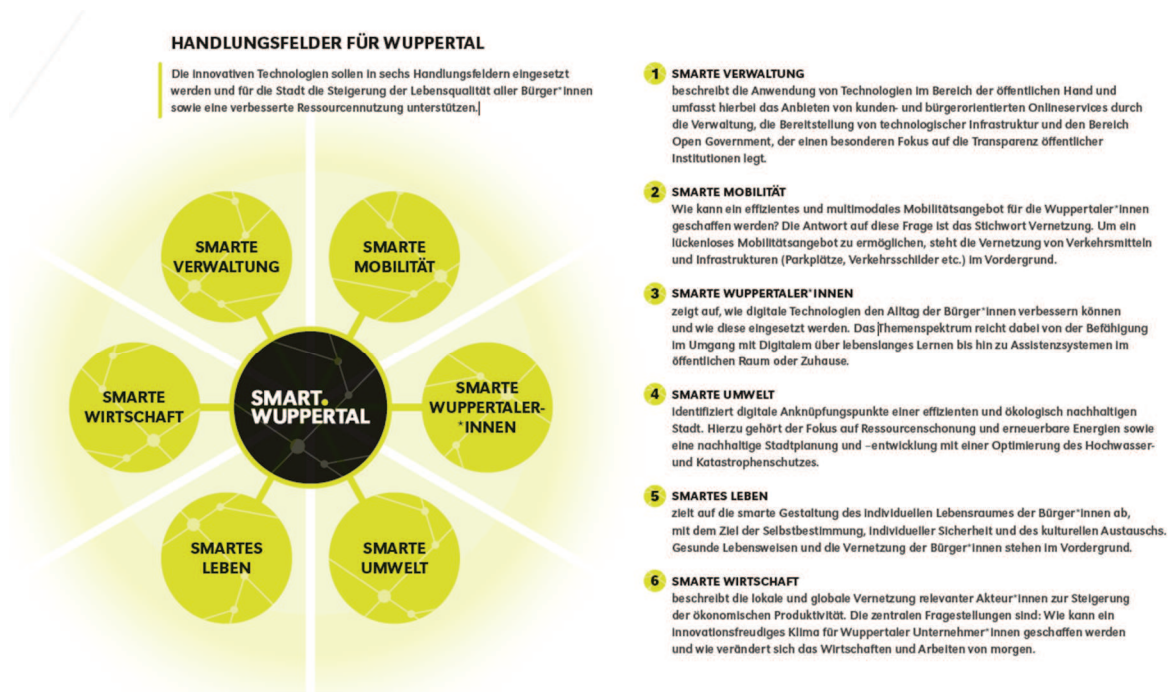 HANDLUNGSFELDER FÜR WUPPERTAL
Die innovativen Technologien sollen in sechs Handlungsfeldern eingesetzt
werden und für die Stadt die Steigerung der Lebensqualität aller Bürger*innen
sowie eine verbesserte Ressourcennutzung unterstützen.
SMARTE
VERWALTUNG
SMARTE
MOBILITÄT
SMARTE
WIRTSCHAFT
SMART.
WUPPERTAL
SMARTE
WUPPERTALER-
*INNEN
SMARTES
LEBEN
SMARTE
UMWELT
1 SMARTE VERWALTUNG
beschreibt die Anwendung von Technologien im Bereich der öffentlichen Hand und
umfasst hierbei das Anbieten von kunden- und bürgerorientierten Onlineservices durch
die Verwaltung, die Bereitstellung von technologischer Infrastruktur und den Bereich
Open Government, der einen besonderen Fokus auf die Transparenz öffentlicher
Institutionen legt.
2 SMARTE MOBILITÄT
Wie kann ein effizientes und multimodales Mobilitätsangebot für die Wuppertaler*innen
geschaffen werden? Die Antwort auf diese Frage ist das Stichwort Vernetzung. Um ein
lückenloses Mobilitätsangebot zu ermöglichen, steht die Vernetzung von Verkehrsmitteln
und Infrastrukturen (Parkplätze, Verkehrsschilder etc.) im Vordergrund.
3 SMARTE WUPPERTALER*INNEN
zeigt auf, wie digitale Technologien den Alltag der Bürger*innen verbessern können
und wie diese eingesetzt werden. Das Themenspektrum reicht dabei von der Befähigung
im Umgang mit Digitalem über lebenslanges Lernen bis hin zu Assistenzsystemen im
öffentlichen Raum oder Zuhause.
4 SMARTE UMWELT
identifiziert digitale Anknüpfungspunkte einer effizienten und ökologisch nachhaltigen
Stadt. Hierzu gehört der Fokus auf Ressourcenschonung und erneuerbare Energien sowie
eine nachhaltige Stadtplanung und –entwicklung mit einer Optimierung des Hochwasser-
und Katastrophenschutzes.
5 SMARTES LEBEN
zielt auf die smarte Gestaltung des individuellen Lebensraumes der Bürger*innen ab,
mit dem Ziel der Selbstbestimmung, individueller Sicherheit und des kulturellen Austauschs.
Gesunde Lebensweisen und die Vernetzung der Bürger*innen stehen im Vordergrund.
6 SMARTE WIRTSCHAFT
beschreibt die lokale und globale Vernetzung relevanter Akteur*innen zur Steigerung
der ökonomischen Produktivität. Die zentralen Fragestellungen sind: Wie kann ein
innovationsfreudiges Klima für Wuppertaler Unternehmer*innen geschaffen werden
und wie verändert sich das Wirtschaften und Arbeiten von morgen.